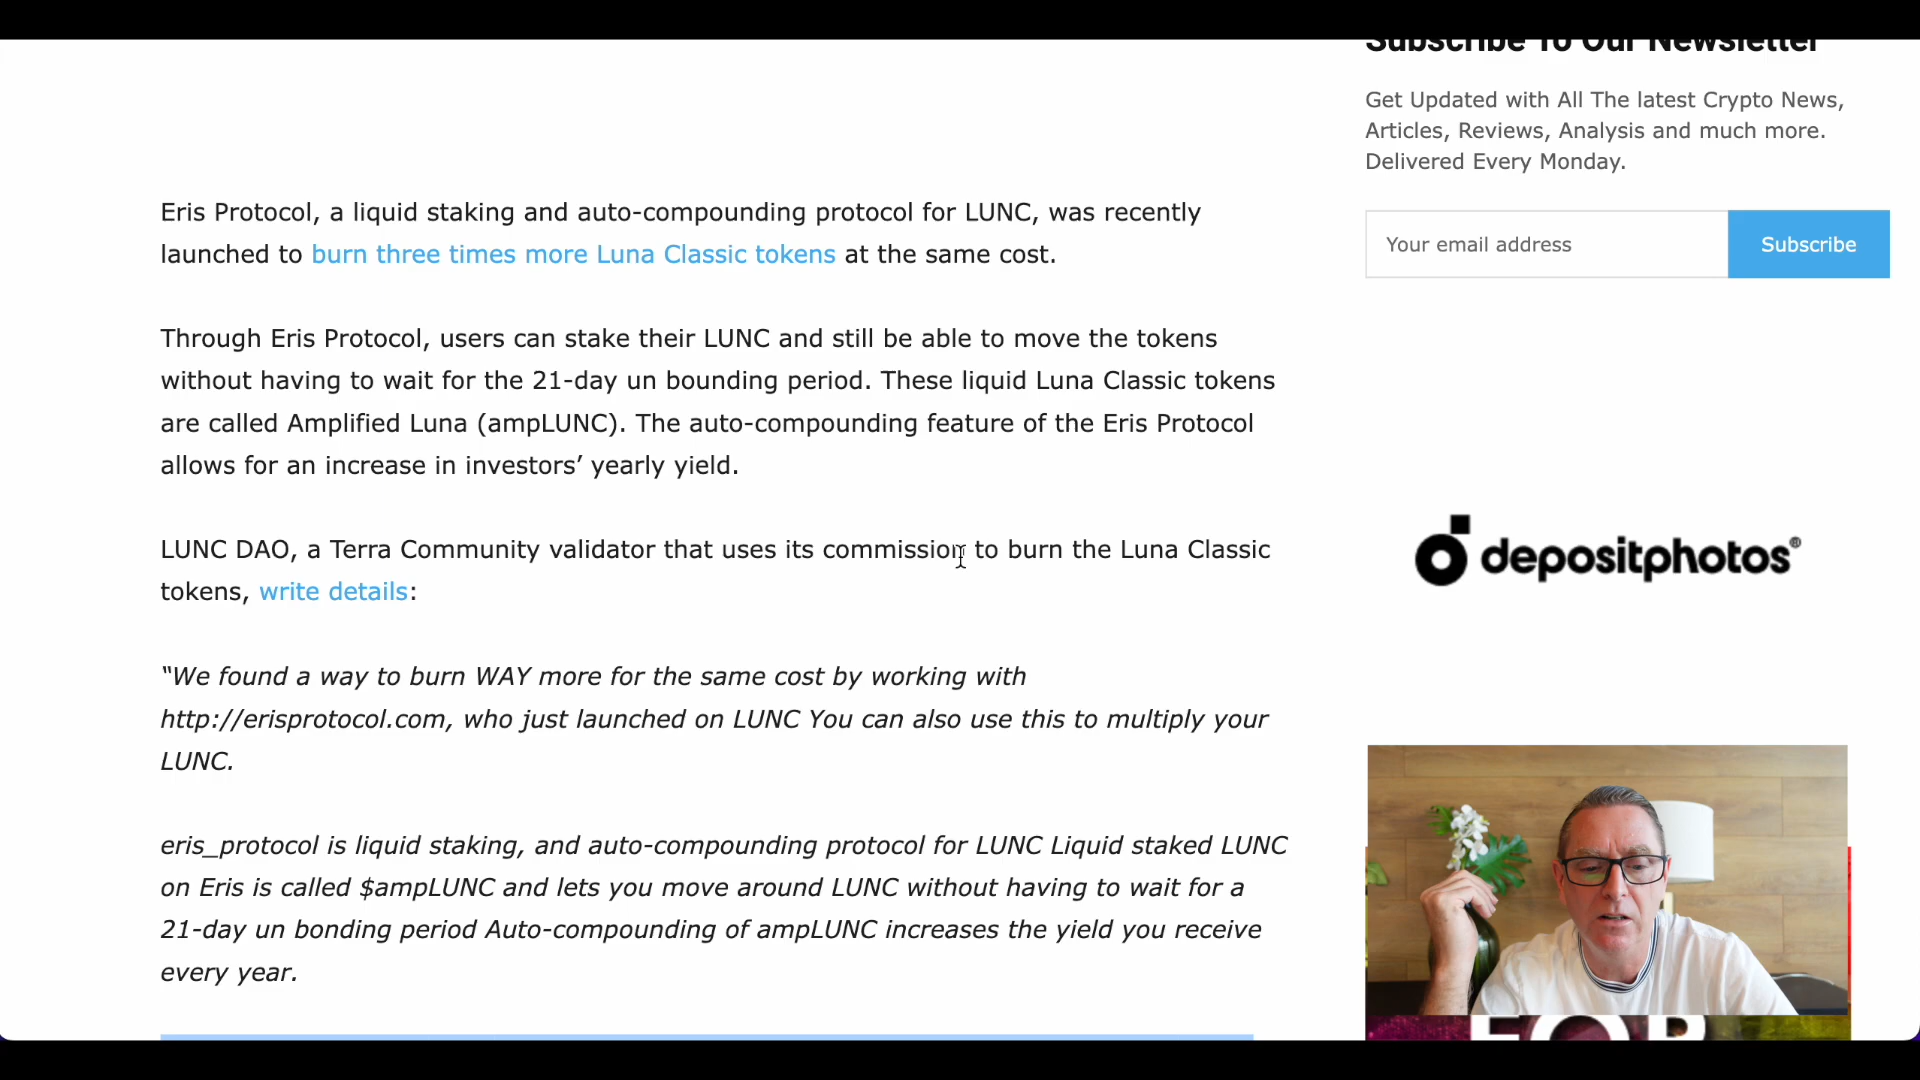 Subscribe To Our Newsletter
Get Updated with All The latest Crypto News,
Articles, Reviews, Analysis and much more.
Delivered Every Monday.
Your email address
Subscribe
Eris Protocol, a liquid staking and auto-compounding protocol for LUNC, was recently
launched to burn three times more Luna Classic tokens at the same cost.
Through Eris Protocol, users can stake their LUNC and still be able to move the tokens
without having to wait for the 21-day un bounding period. These liquid Luna Classic tokens
are called Amplified Luna (ampLUNC). The auto-compounding feature of the Eris Protocol
allows for an increase in investors’ yearly yield.
LUNC DAO, a Terra Community validator that uses its commission to burn the Luna Classic
tokens, write details:
“We found a way to burn WAY more for the same cost by working with
http://erisprotocol.com, who just launched on LUNC You can also use this to multiply your
LUNC.
eris_protocol is liquid staking, and auto-compounding protocol for LUNC Liquid staked LUNC
on Eris is called $ampLUNC and lets you move around LUNC without having to wait for a
21-day un bonding period Auto-compounding of ampLUNC increases the yield you receive
every year.
depositphotos®
FOR